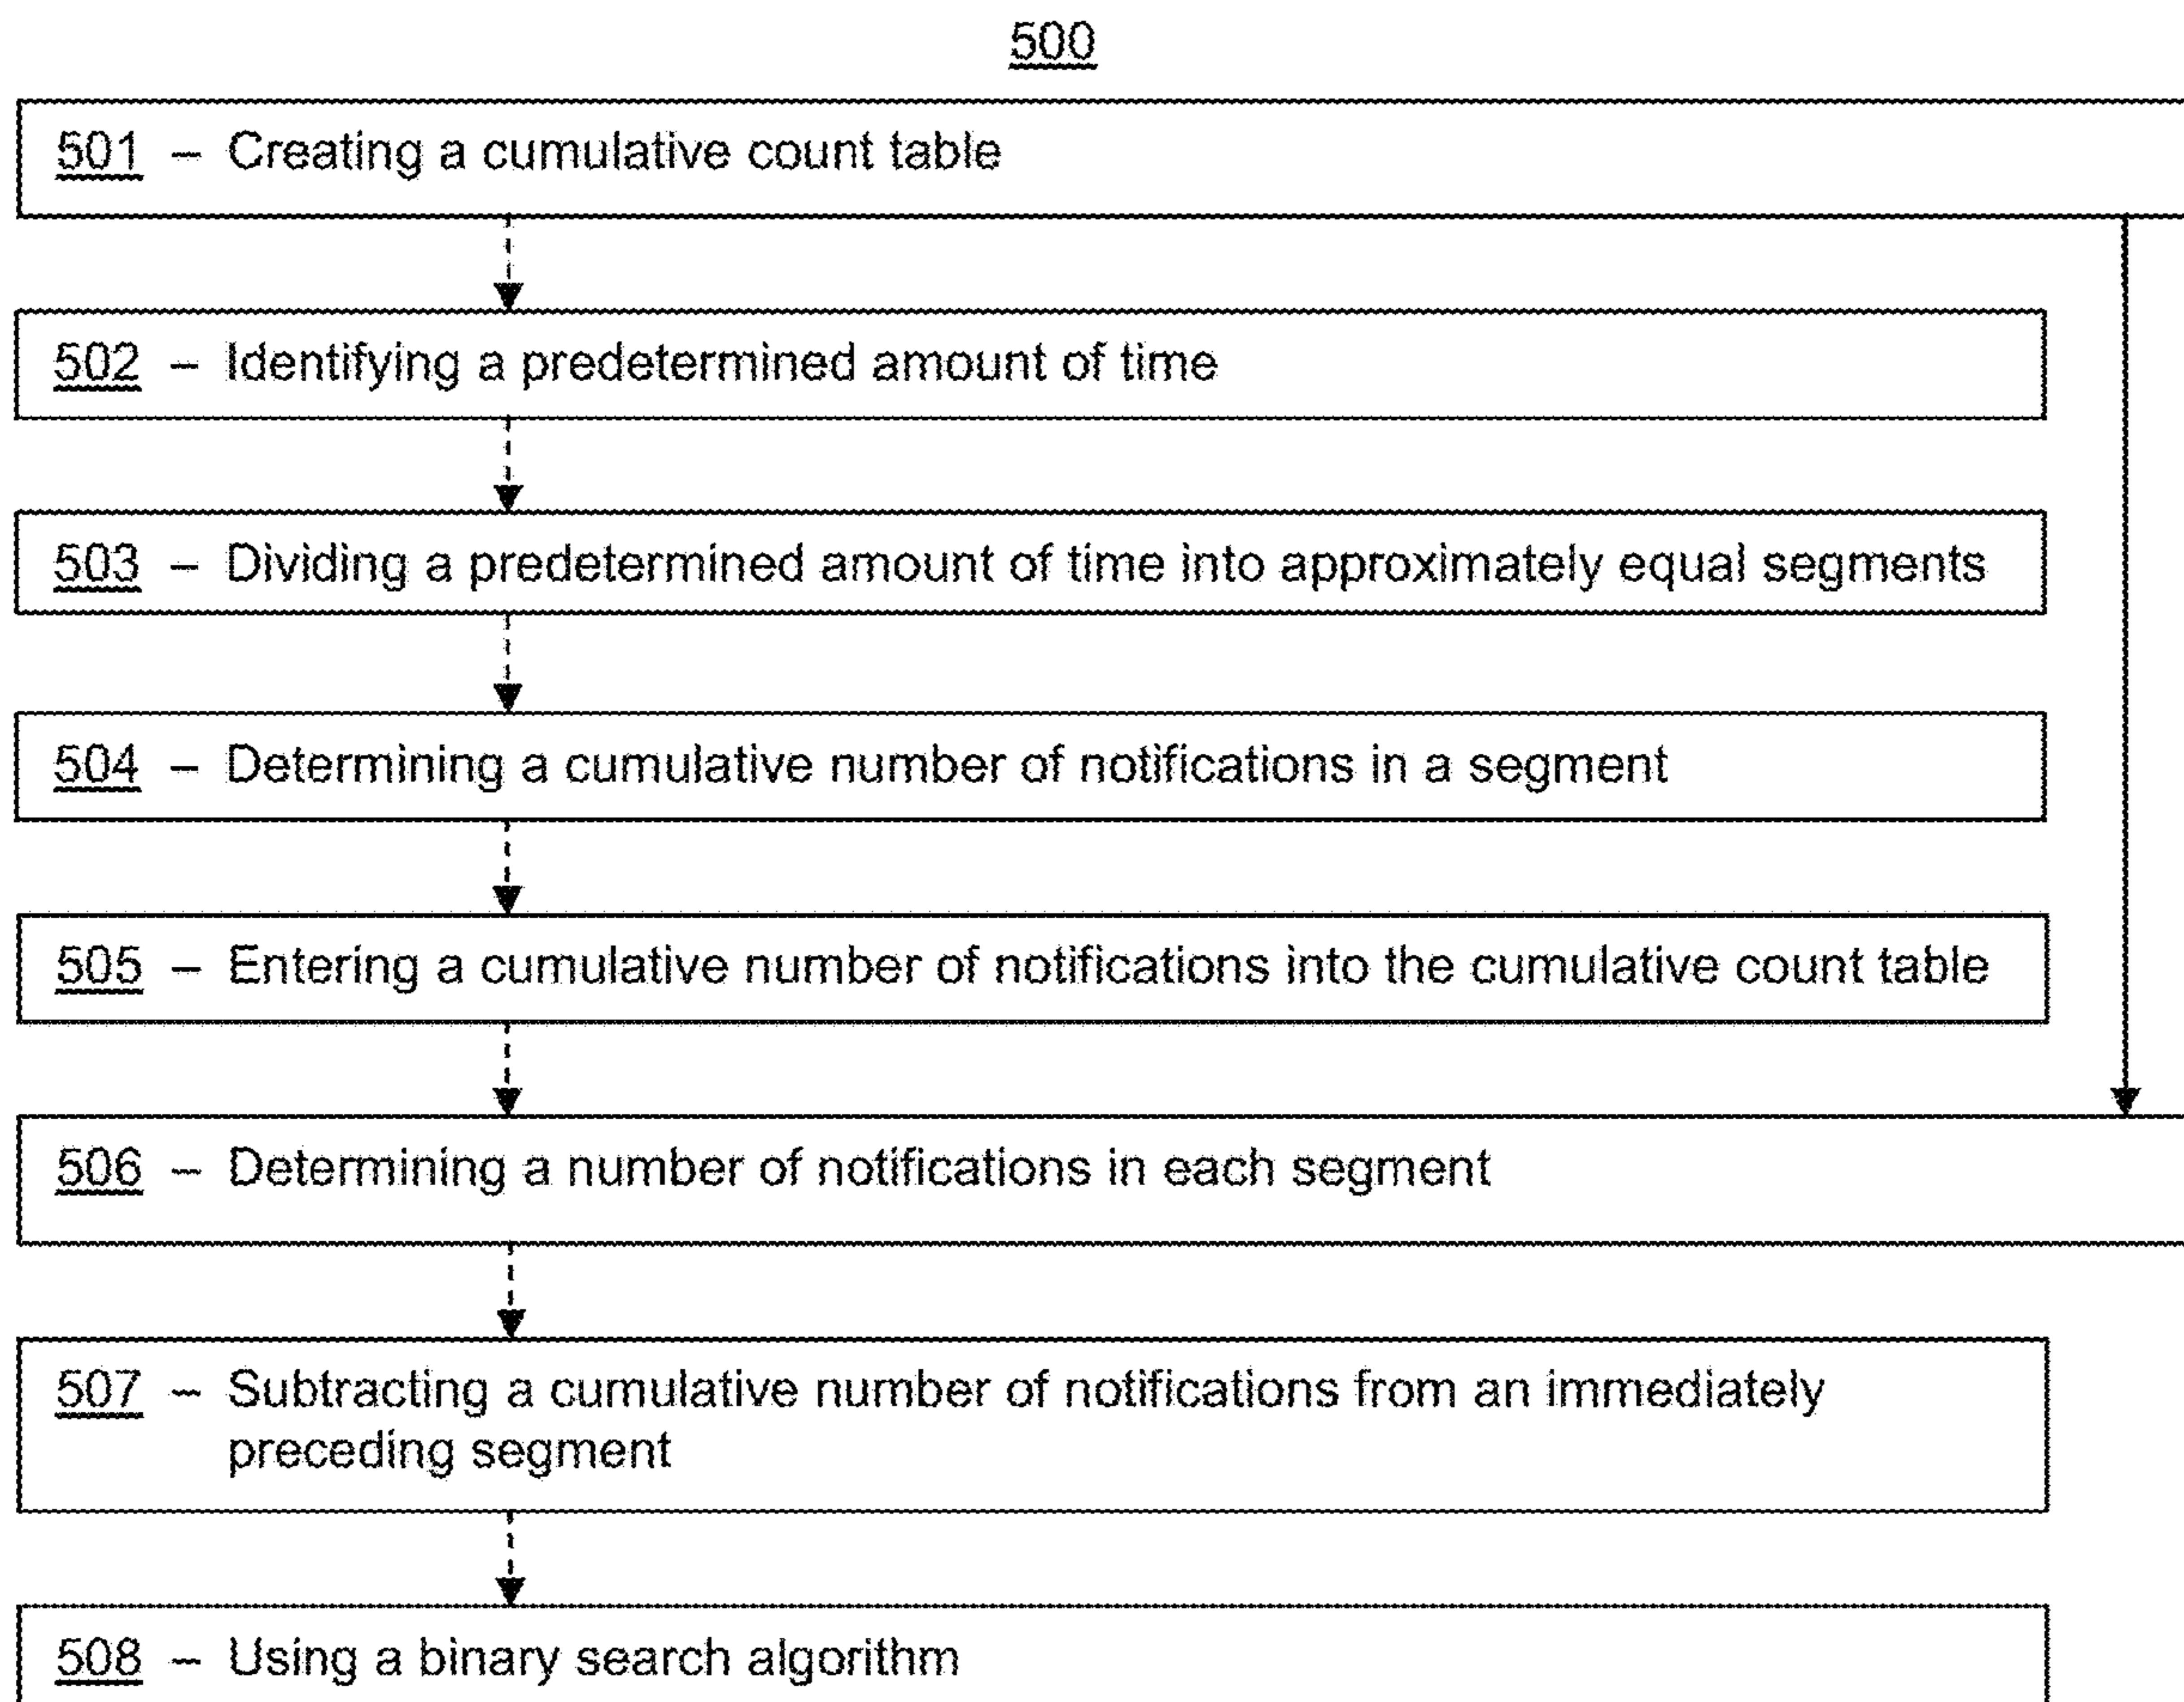 500
501 – Creating a cumulative count table
502 – Identifying a predetermined amount of time
503 – Dividing a predetermined amount of time into approximately equal segments
504 – Determining a cumulative number of notifications in a segment
505 – Entering a cumulative number of notifications into the cumulative count table
506 – Determining a number of notifications in each segment
507 – Subtracting a cumulative number of notifications from an immediately
preceding segment
508 – Using a binary search algorithm